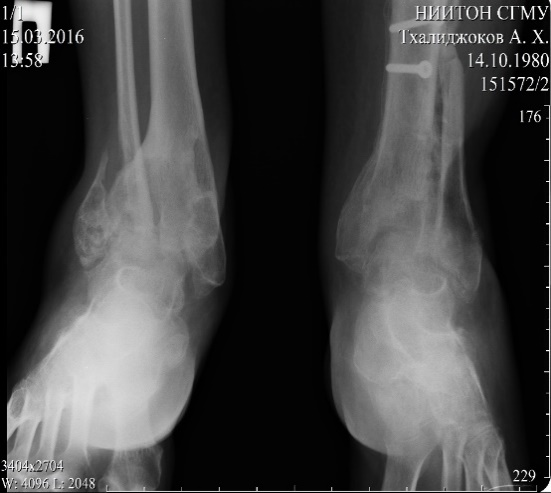 1/1
15.03.2016
13:58
НИИТОН СГМУ
Тхалиджоков А. Х.
14.10.1980
151572/2
176
3404x2704
W: 4096 L: 2048
229